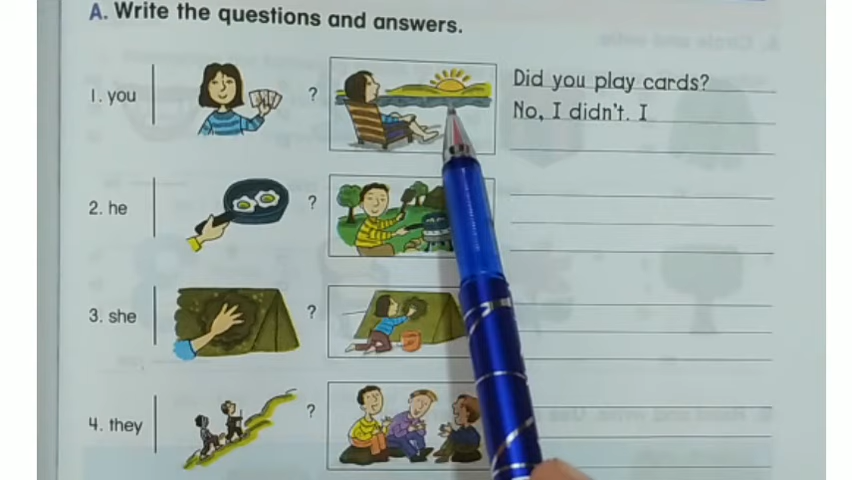 A. Write the questions and answers.
1. you ? Did you play cards?
No, I didn't. I
2. he ?
3. she ?
4. they ?